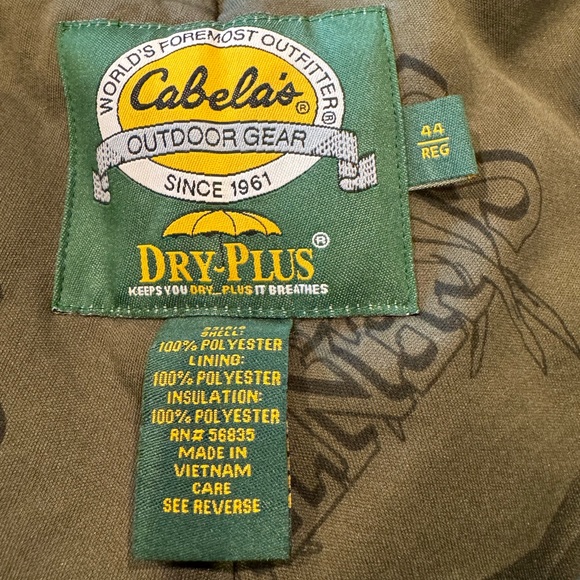 WORLD'S FOREMOST OUTFITTER®
Cabela's®
OUTDOOR GEAR
SINCE 1961
DRY-PLUS®
KEEPS YOU DRY...PLUS IT BREATHES
44
REG
SHELL:
100% POLYESTER
LINING:
100% POLYESTER
INSULATION:
100% POLYESTER
RN# 56835
MADE IN
VIETNAM
CARE
SEE REVERSE